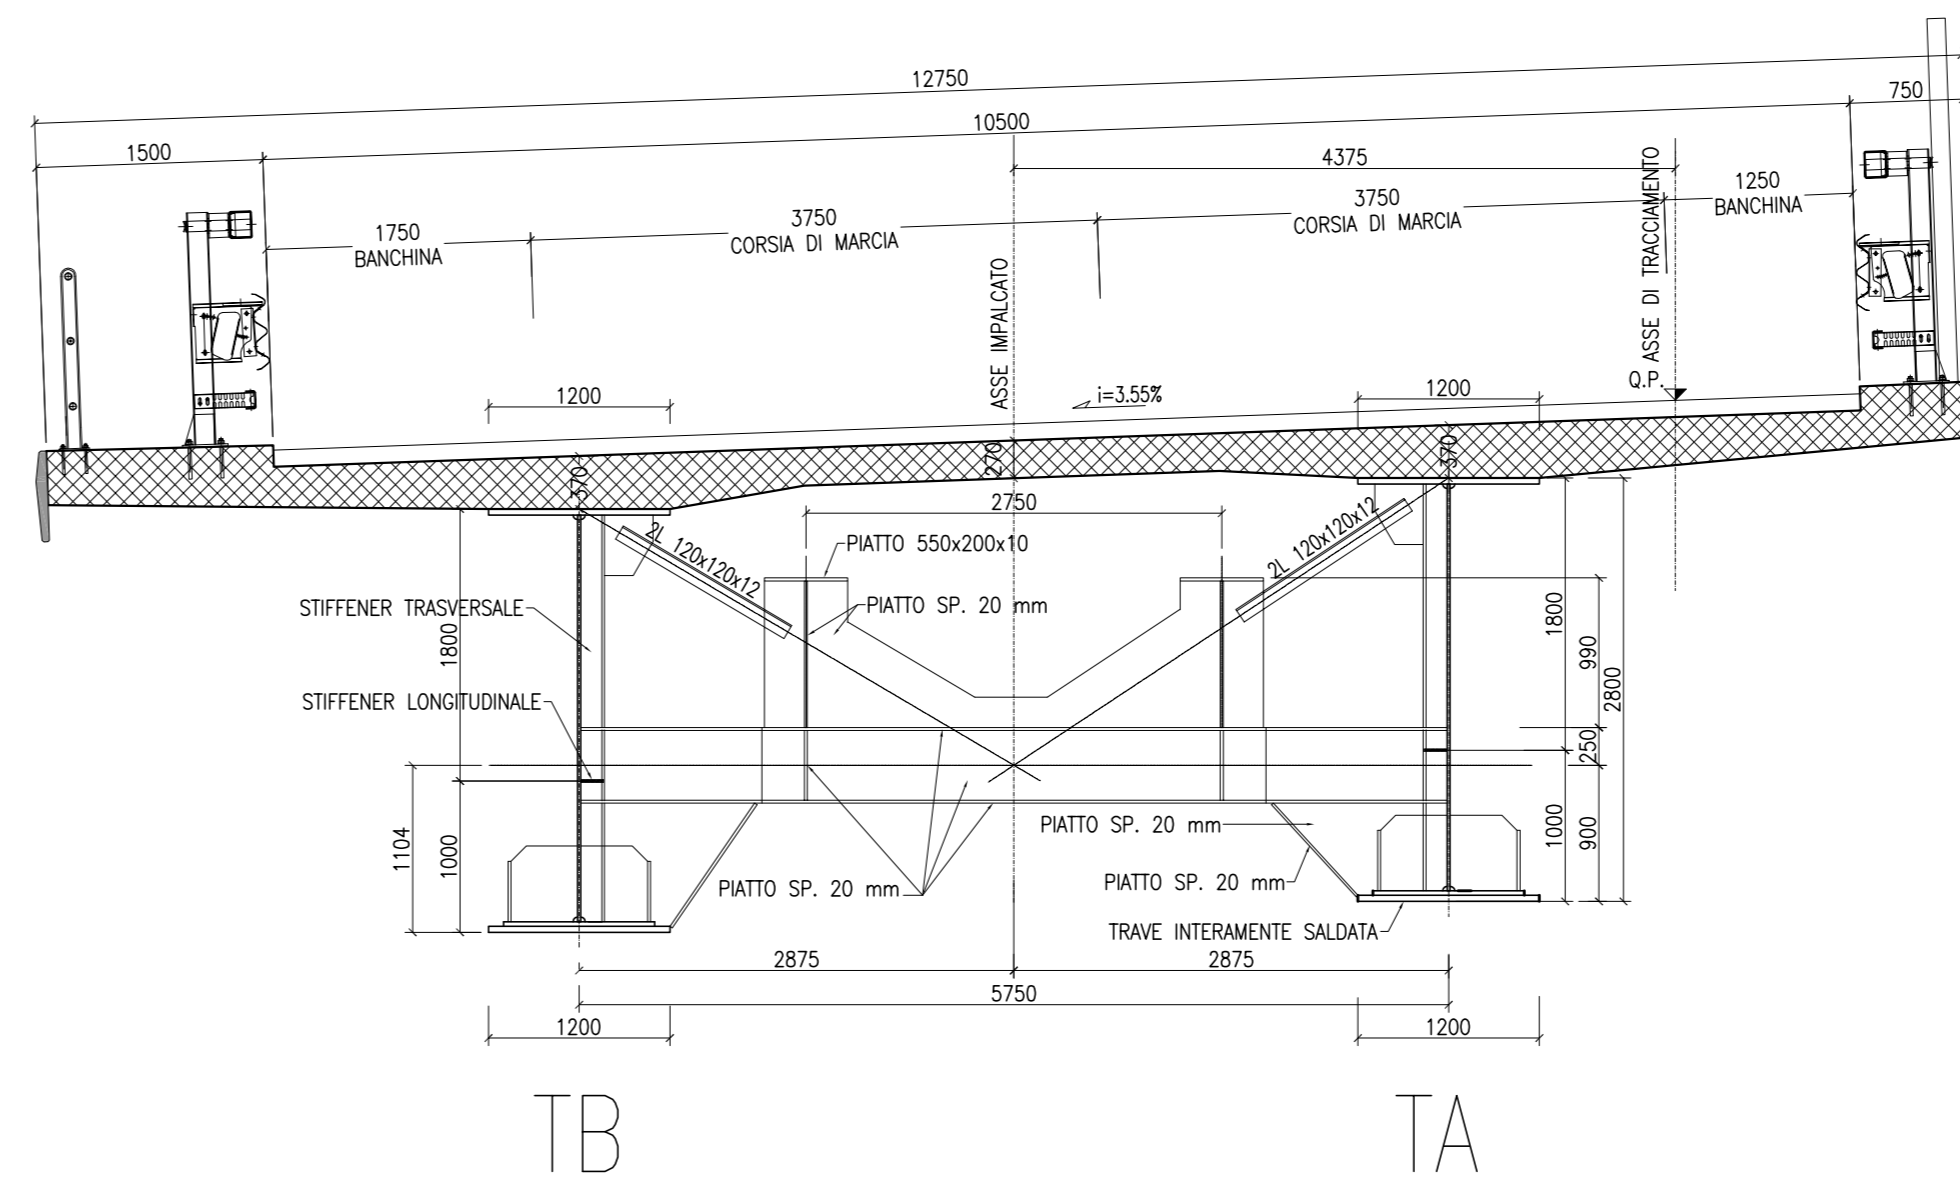 12750
750
10500
1500
4375
1250
BANCHINA
3750
CORSIA DI MARCIA
3750
CORSIA DI MARCIA
1750
BANCHINA
ASSE IMPALCATO
Q.P. ASSE DI TRACCIAMENTO
1200
i=3.55%
1200
370
270
370
2750
2L 120x120x12
2L 120x120x12
PIATTO 550x200x10
PIATTO SP. 20 mm
STIFFENER TRASVERSALE
1800
1800
990
2800
STIFFENER LONGITUDINALE
250
1104
1000
1000
900
PIATTO SP. 20 mm
PIATTO SP. 20 mm
PIATTO SP. 20 mm
TRAVE INTERAMENTE SALDATA
2875
2875
5750
1200
1200
TB
TA